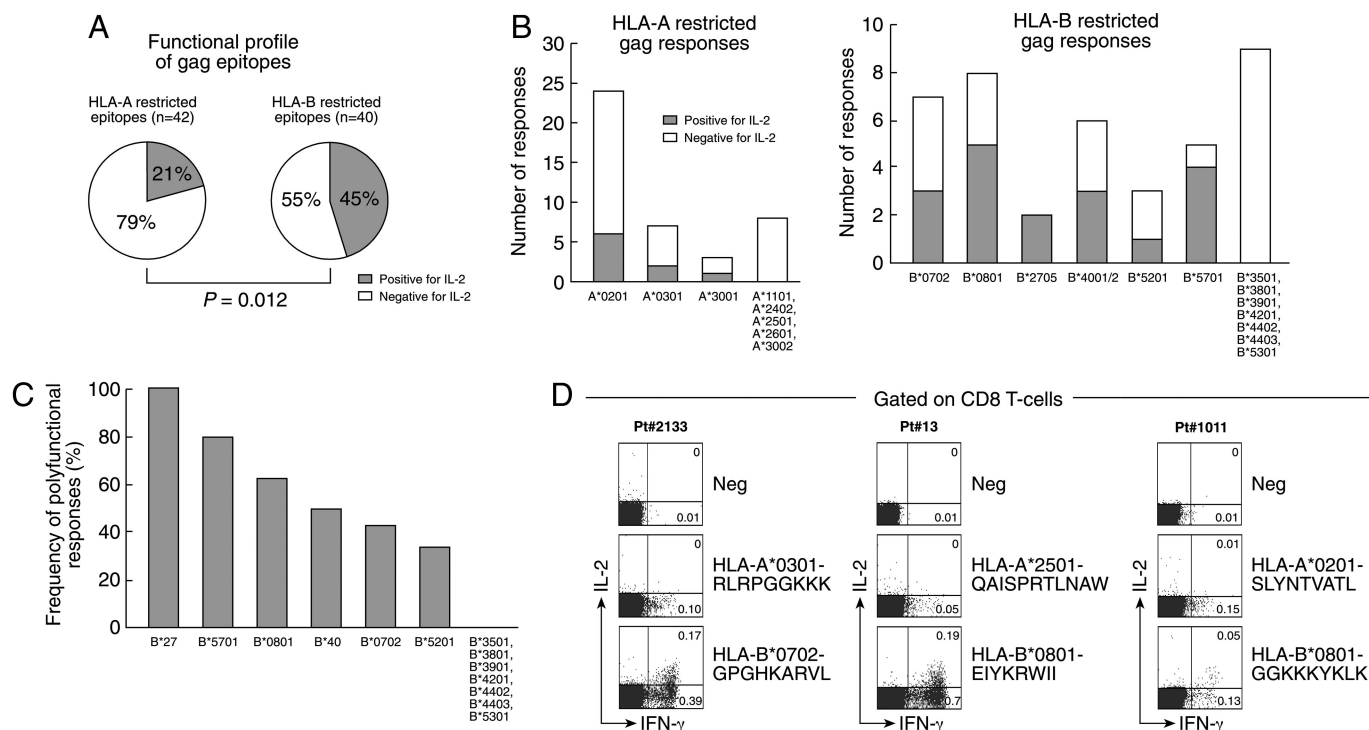 A
Functional profile
of gag epitopes
HLA-A restricted
epitopes (n=42)
HLA-B restricted
epitopes (n=40)
21%
79%
55%
45%
Positive for IL-2
Negative for IL-2
P = 0.012
B
HLA-A restricted
gag responses
Number of responses
30
25
20
15
10
5
0
Positive for IL-2
Negative for IL-2
A*0201
A*0301
A*3001
A*1101,
A*2402,
A*2501,
A*2601,
A*3002
HLA-B restricted
gag responses
Number of responses
10
8
6
4
2
0
B*0702
B*0801
B*2705
B*4001/2
B*5201
B*5701
B*3501,
B*3801,
B*3901,
B*4201,
B*4402,
B*4403,
B*5301
C
Frequency of polyfunctional
responses (%)
100
80
60
40
20
0
B*27
B*5701
B*0801
B*40
B*0702
B*5201
B*3501,
B*3801,
B*3901,
B*4201,
B*4402,
B*4403,
B*5301
D
Gated on CD8 T-cells
Pt#2133
0
0.01
Neg
0
0.10
HLA-A*0301-
RLRPGGKKK
0.17
0.39
HLA-B*0702-
GPGHKARVL
IL-2
IFN-γ
Pt#13
0
0.01
Neg
0
0.05
HLA-A*2501-
QAISPRTLNAW
0.19
0.7
HLA-B*0801-
EIYKRWII
IL-2
IFN-γ
Pt#1011
0
0.01
Neg
0.01
0.15
HLA-A*0201-
SLYNTVATL
0.05
0.13
HLA-B*0801-
GGKKKYKLK
IL-2
IFN-γ